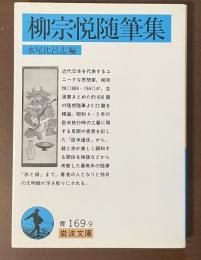 柳宗悦随筆集
水尾比呂志編
近代日本を代表するユ
ニークな思想家,柳宗
悦(1889-1961)が,生
涯書きとめた約600篇
の随想随筆より22篇を
精選.昭和4-5年の
欧米旅行時の工藝に関
する見聞や感想を記し
た「欧米通信」から,
緑と赤が美しく調和す
る関係を禅語などから
考察した最晩年の随筆
「赤と緑」まで.著者の人となりと独自
の文明観が浮き彫りにされる.
青169-9
岩波文庫